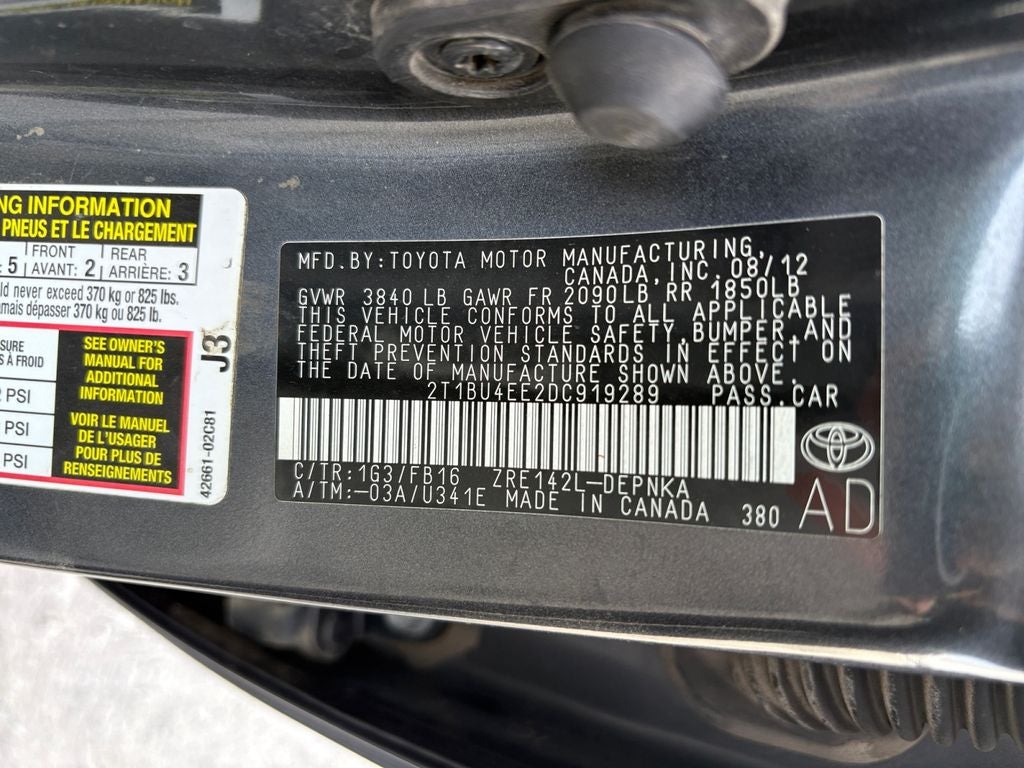 NG INFORMATION
PNEUS ET LE CHARGEMENT
5 FRONT REAR
AVANT: 2 ARRIÈRE: 3
never exceed 370 kg or 825 lbs.
dépasser 370 kg ou 825 lb.
À FROID
PSI
PSI
PSI
SEE OWNER'S
MANUAL FOR
ADDITIONAL
INFORMATION
VOIR LE MANUEL
DE L'USAGER
POUR PLUS DE
RENSEIGNEMENTS
J3
42661-02C81
MFD.BY:TOYOTA MOTOR MANUFACTURING,
CANADA,INC. 08/12
GVWR 3840 LB GAWR FR 2090LB RR 1850LB
THIS VEHICLE CONFORMS TO ALL APPLICABLE
FEDERAL MOTOR VEHICLE SAFETY,BUMPER,AND
THEFT PREVENTION STANDARDS IN EFFECT ON
THE DATE OF MANUFACTURE SHOWN ABOVE.
2T1BU4EE2DC919289 PASS.CAR
C/TR:1G3/FB16 ZRE142L-DEPNKA
A/TM:-03A/U341E MADE IN CANADA 380
AD